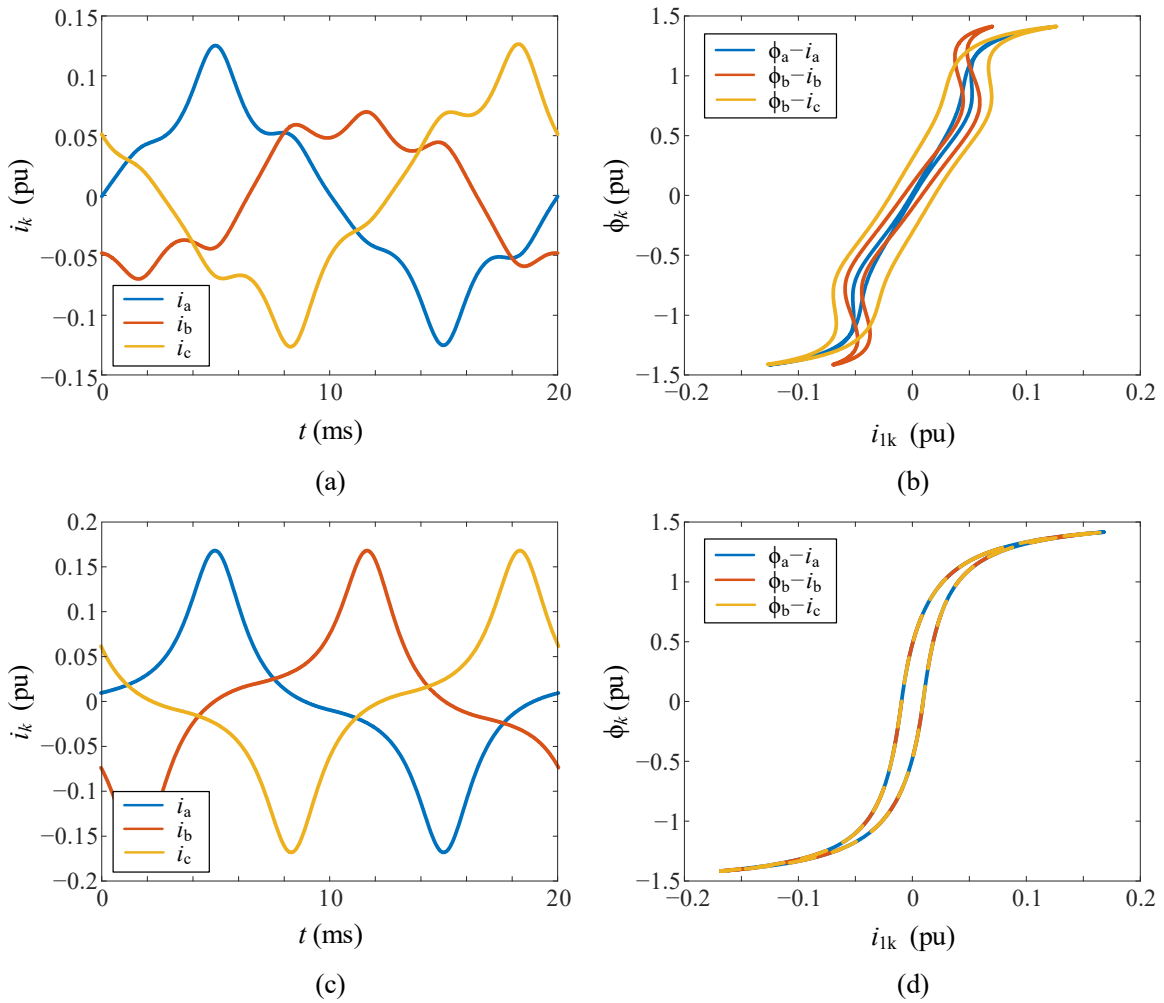 0.15
0.1
0.05
0
−0.05
−0.1
−0.15
i_k (pu)
i_a
i_b
i_c
0 10 20
t (ms)
(a)
1.5
1
0.5
0
−0.5
−1
−1.5
ϕ_k (pu)
ϕ_a−i_a
ϕ_b−i_b
ϕ_b−i_c
−0.2 −0.1 0 0.1 0.2
i_1k (pu)
(b)
0.2
0.15
0.1
0.05
0
−0.05
−0.1
−0.15
−0.2
i_k (pu)
i_a
i_b
i_c
0 10 20
t (ms)
(c)
1.5
1
0.5
0
−0.5
−1
−1.5
ϕ_k (pu)
ϕ_a−i_a
ϕ_b−i_b
ϕ_b−i_c
−0.2 −0.1 0 0.1 0.2
i_1k (pu)
(d)